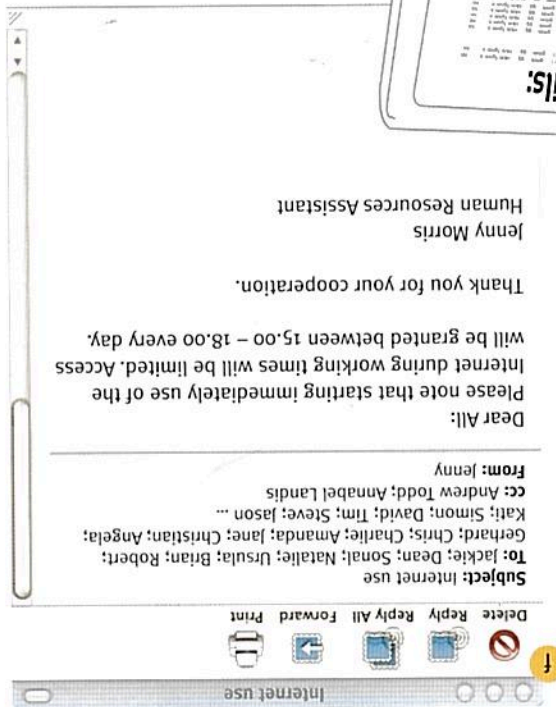 Internet use
f
Delete Reply Reply All Forward Print
Subject: Internet use
To: Jackie; Dean; Sonal; Natalie; Ursula; Brian; Robert;
Gerhard; Chris; Charlie; Amanda; Jane; Christian; Angela;
Kati; Simon; David; Tim; Steve; Jason ...
cc: Andrew Todd; Annabel Landis
From: Jenny
Dear All:
Please note that starting immediately use of the
Internet during working times will be limited. Access
will be granted between 15.00 – 18.00 every day.
Thank you for your cooperation.
Jenny Morris
Human Resources Assistant